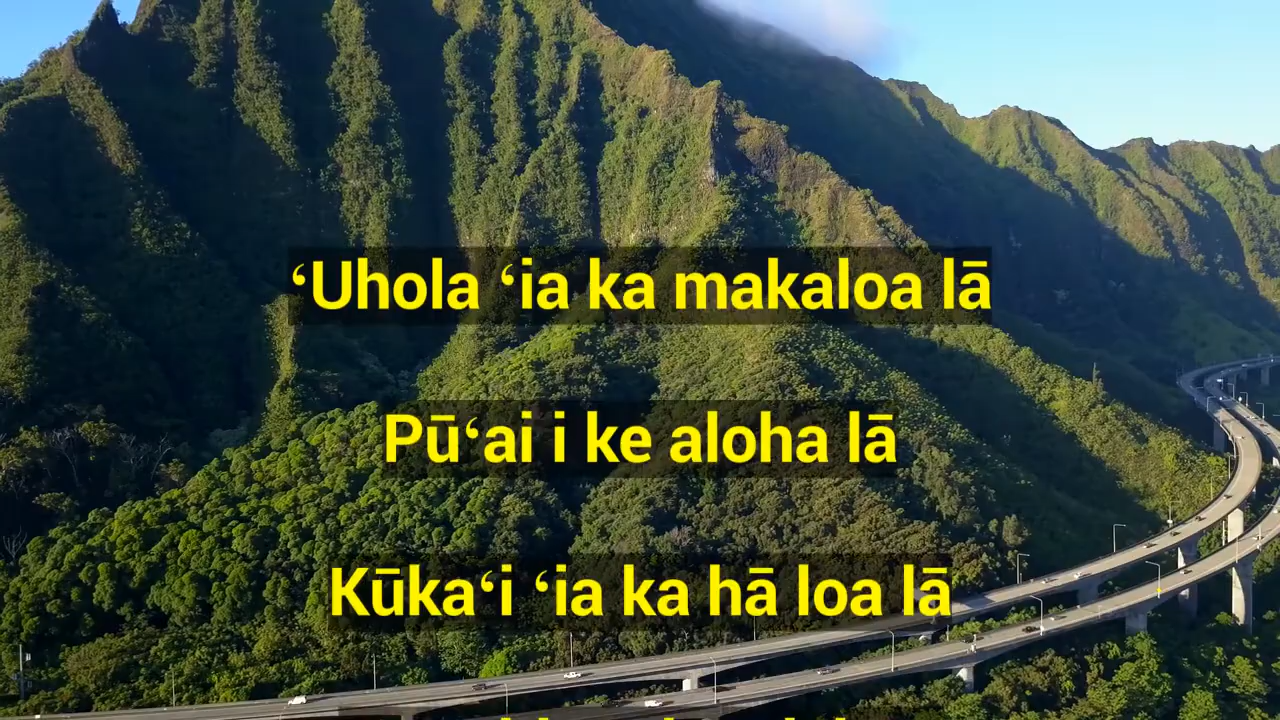 ʻUhola ʻia ka makaloa lā
Pūʻai i ke aloha lā
Kūkaʻi ʻia ka hā loa lā